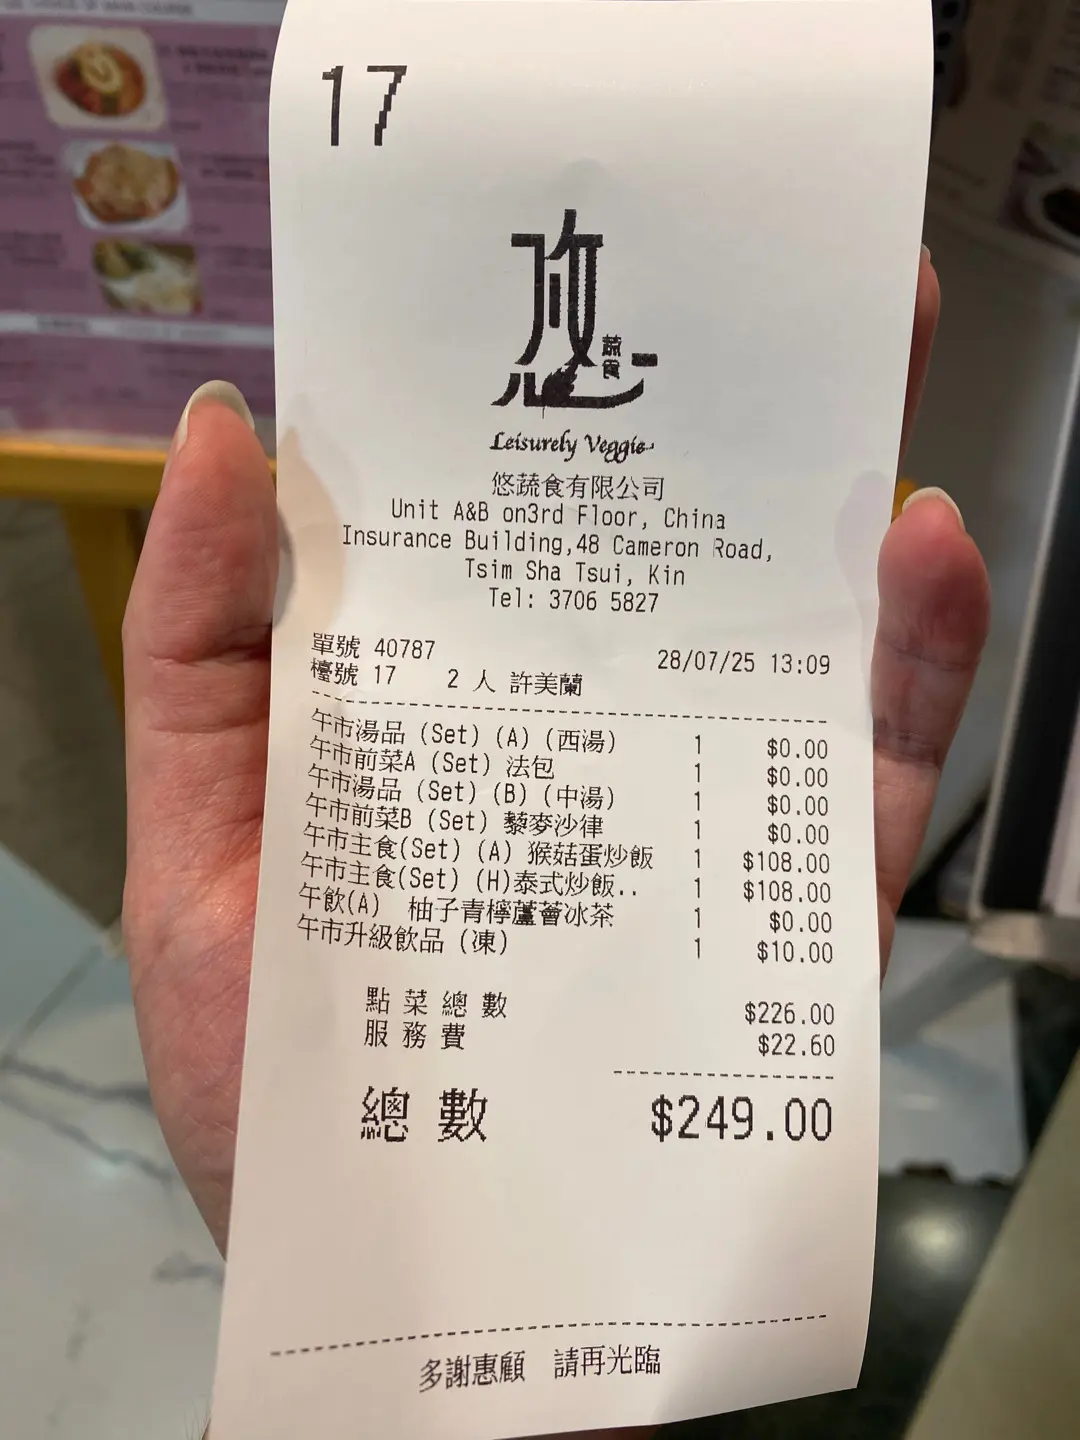 17
悠
蔬食
Leisurely Veggie
悠蔬食有限公司
Unit A&B on3rd Floor, China
Insurance Building,48 Cameron Road,
Tsim Sha Tsui, Kin
Tel: 3706 5827
單號 40787 28/07/25 13:09
檯號 17 2 人 許美蘭
午市湯品 (Set) (A) (西湯) 1 $0.00
午市前菜A (Set) 法包 1 $0.00
午市湯品 (Set) (B) (中湯) 1 $0.00
午市前菜B (Set) 藜麥沙律 1 $0.00
午市主食(Set) (A) 猴菇蛋炒飯 1 $108.00
午市主食(Set) (H)泰式炒飯.. 1 $108.00
午飲(A) 柚子青檸蘆薈冰茶 1 $0.00
午市升級飲品 (凍) 1 $10.00
點菜總數 $226.00
服務費 $22.60
總數 $249.00
多謝惠顧 請再光臨